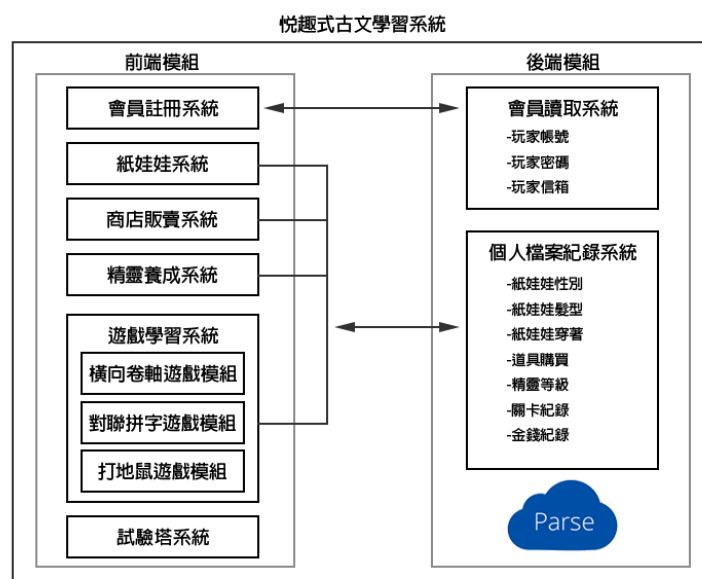 悅趣式古文學習系統
前端模組
會員註冊系統
紙娃娃系統
商店販賣系統
精靈養成系統
遊戲學習系統
橫向卷軸遊戲模組
對聯拼字遊戲模組
打地鼠遊戲模組
試驗塔系統
後端模組
會員讀取系統
-玩家帳號
-玩家密碼
-玩家信箱
個人檔案紀錄系統
-紙娃娃性別
-紙娃娃髮型
-紙娃娃穿著
-道具購買
-精靈等級
-關卡紀錄
-金錢紀錄
Parse